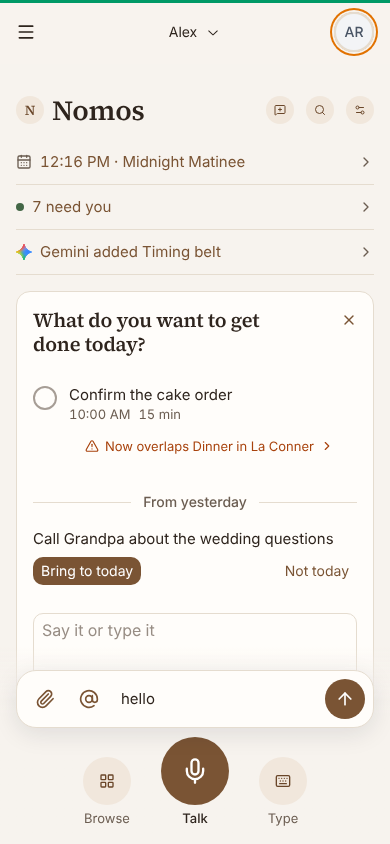 Alex
AR
N
Nomos
12:16 PM · Midnight Matinee
7 need you
Gemini added Timing belt
What do you want to get
done today?
Confirm the cake order
10:00 AM 15 min
Now overlaps Dinner in La Conner
From yesterday
Call Grandpa about the wedding questions
Bring to today
Not today
Say it or type it
hello
Browse
Talk
Type